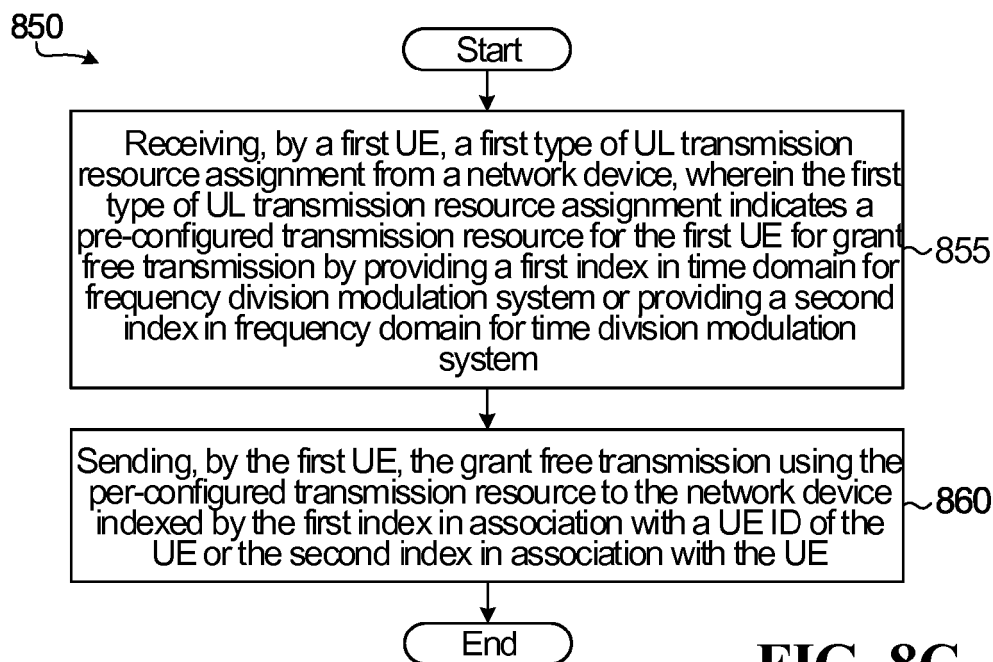 850
Start
Receiving, by a first UE, a first type of UL transmission
resource assignment from a network device, wherein the first
type of UL transmission resource assignment indicates a
pre-configured transmission resource for the first UE for grant
free transmission by providing a first index in time domain for
frequency division modulation system or providing a second
index in frequency domain for time division modulation
system
855
Sending, by the first UE, the grant free transmission using the
per-configured transmission resource to the network device
indexed by the first index in association with a UE ID of the
UE or the second index in association with the UE
860
End
FIG. 8C